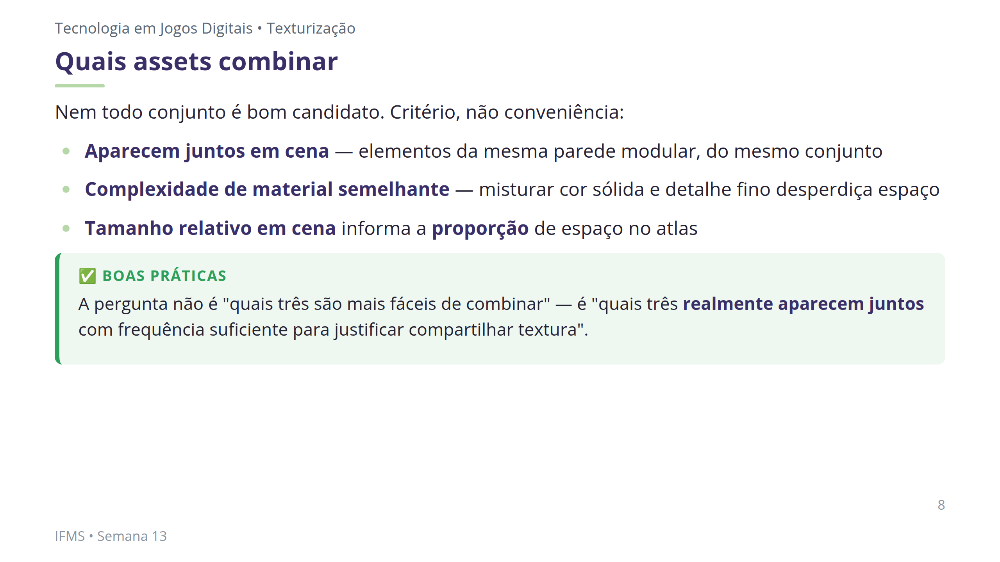 Tecnologia em Jogos Digitais • Texturização
Quais assets combinar
Nem todo conjunto é bom candidato. Critério, não conveniência:
• Aparecem juntos em cena — elementos da mesma parede modular, do mesmo conjunto
• Complexidade de material semelhante — misturar cor sólida e detalhe fino desperdiça espaço
• Tamanho relativo em cena informa a proporção de espaço no atlas
✅ BOAS PRÁTICAS
A pergunta não é "quais três são mais fáceis de combinar" — é "quais três realmente aparecem juntos
com frequência suficiente para justificar compartilhar textura".
8
IFMS • Semana 13